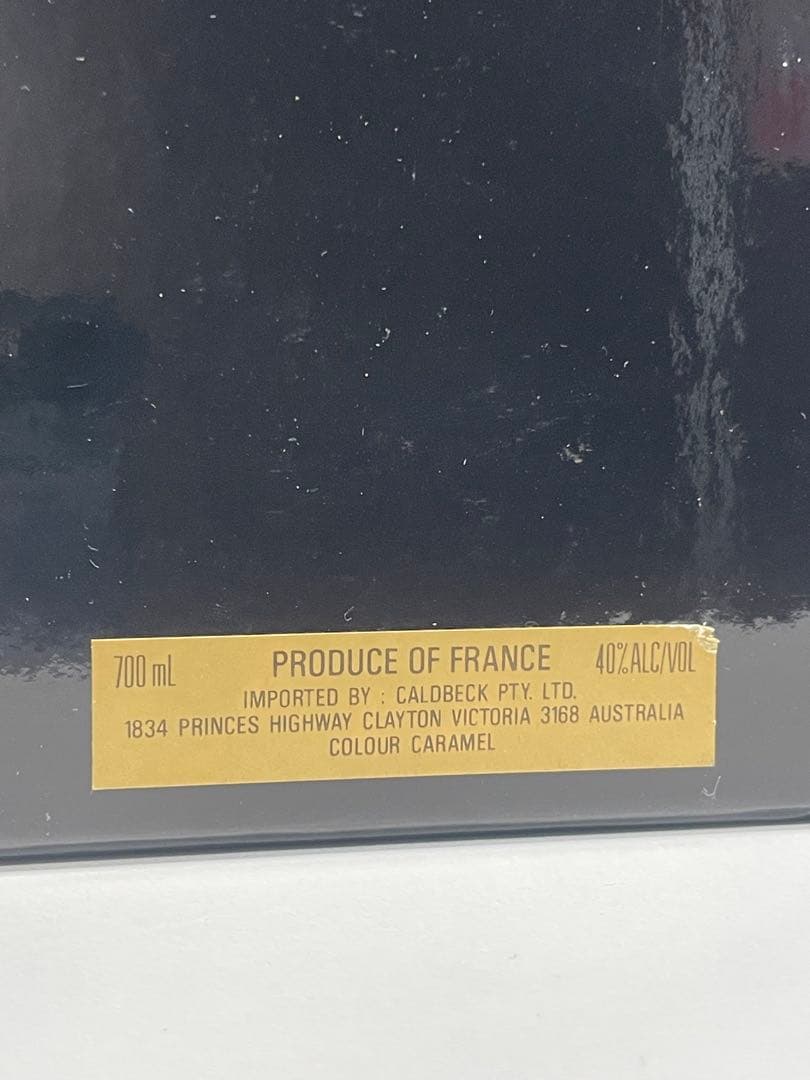 700 mL PRODUCE OF FRANCE 40% ALC/VOL
IMPORTED BY : CALDBECK PTY. LTD.
1834 PRINCES HIGHWAY CLAYTON VICTORIA 3168 AUSTRALIA
COLOUR CARAMEL